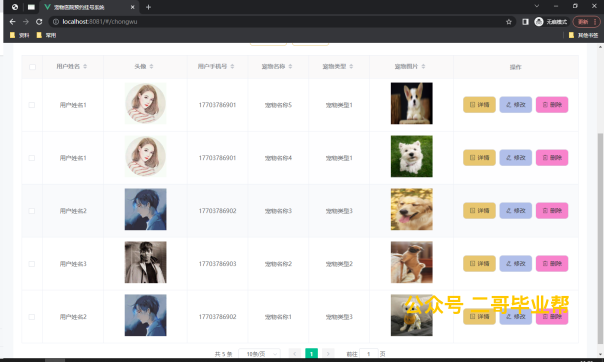 宠物医院预约挂号系统
localhost:8081/#/chongwu
无痕模式
更新
资料
常用
其他书签
用户姓名 头像 用户手机号 宠物名称 宠物类型 宠物图片 操作
用户姓名1 17703786901 宠物名称5 宠物类型1 详情 修改 删除
用户姓名1 17703786901 宠物名称4 宠物类型1 详情 修改 删除
用户姓名2 17703786902 宠物名称3 宠物类型3 详情 修改 删除
用户姓名3 17703786903 宠物名称2 宠物类型2 详情 修改 删除
用户姓名2 17703786902 宠物名称1 宠物类型3 详情 修改 删除
公众号 二哥毕业帮
共 5 条 10条/页 1 前往 1 页